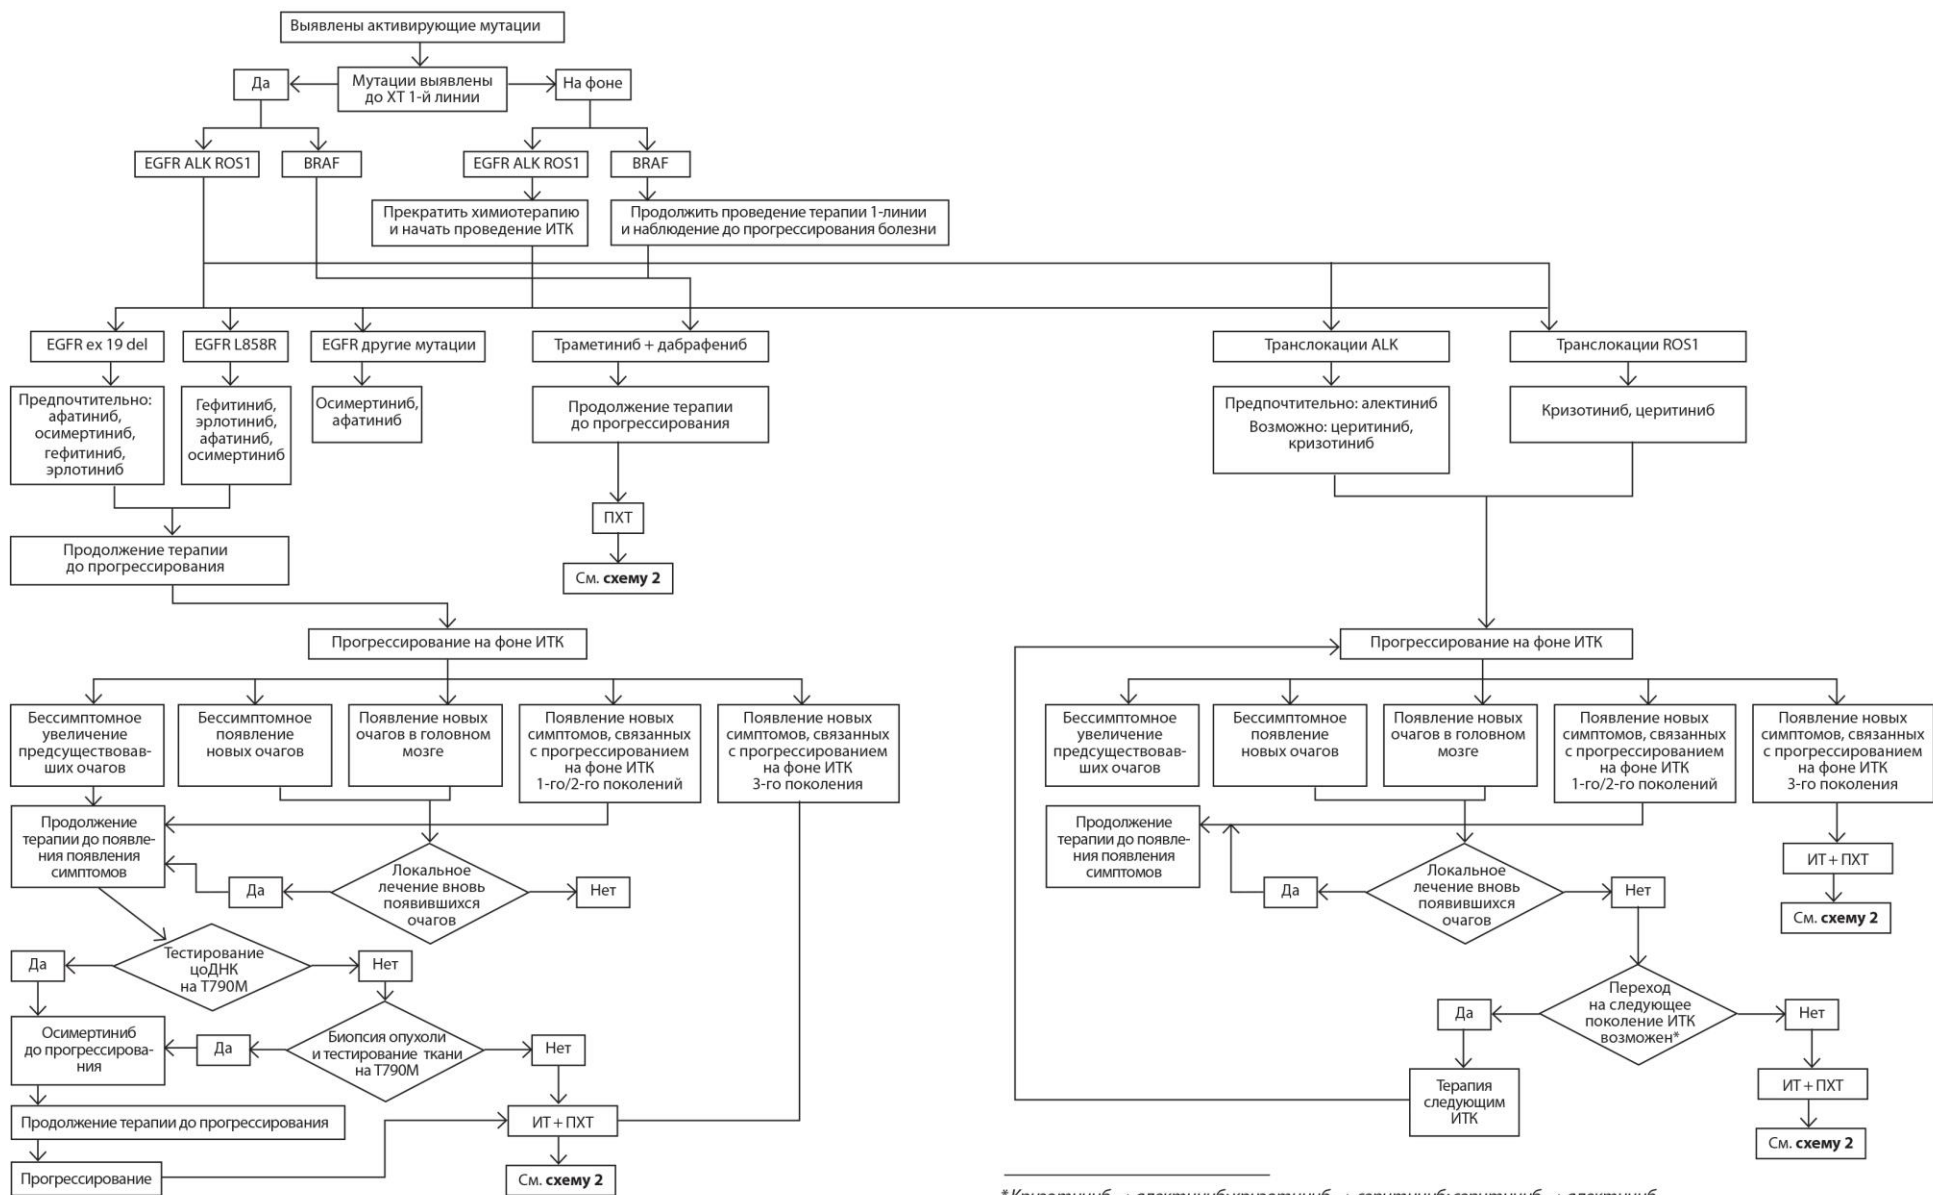 Выявлены активирующие мутации
Да
Мутации выявлены
до ХТ 1-й линии
На фоне
EGFR ALK ROS1
BRAF
EGFR ALK ROS1
BRAF
Прекратить химиотерапию
и начать проведение ИТК
Продолжить проведение терапии 1-линии
и наблюдение до прогрессирования болезни
EGFR ex 19 del
EGFR L858R
EGFR другие мутации
Траметиниб + дабрафениб
Транслокации ALK
Транслокации ROS1
Предпочтительно:
афатиниб,
осимертиниб,
гефитиниб,
эрлотиниб
Гефитиниб,
эрлотиниб,
афатиниб,
осимертиниб
Осимертиниб,
афатиниб
Продолжение терапии
до прогрессирования
Предпочтительно: алектиниб
Возможно: церитиниб,
кризотиниб
Кризотиниб, церитиниб
ПХТ
См. схему 2
Продолжение терапии
до прогрессирования
Прогрессирование на фоне ИТК
Бессимптомное
увеличение
предсуществовав-
ших очагов
Бессимптомное
появление
новых очагов
Появление новых
очагов в головном
мозге
Появление новых
симптомов, связанных
с прогрессированием
на фоне ИТК
1-го/2-го поколений
Появление новых
симптомов, связанных
с прогрессированием
на фоне ИТК
3-го поколения
Продолжение
терапии до появле-
ния появления
симптомов
Да
Локальное
лечение вновь
появившихся
очагов
Нет
Да
Тестирование
цоДНК
на T790M
Нет
Осимертиниб
до прогрессирова-
ния
Да
Биопсия опухоли
и тестирование ткани
на T790M
Нет
Продолжение терапии до прогрессирования
ИТ + ПХТ
Прогрессирование
См. схему 2
Прогрессирование на фоне ИТК
Бессимптомное
увеличение
предсуществовав-
ших очагов
Бессимптомное
появление
новых очагов
Появление новых
очагов в головном
мозге
Появление новых
симптомов, связанных
с прогрессированием
на фоне ИТК
1-го/2-го поколений
Появление новых
симптомов, связанных
с прогрессированием
на фоне ИТК
3-го поколения
Продолжение
терапии до появле-
ния появления
симптомов
Да
Локальное
лечение вновь
появившихся
очагов
Нет
ИТ + ПХТ
См. схему 2
Да
Переход
на следующее
поколение ИТК
возможен*
Нет
Терапия
следующим
ИТК
ИТ + ПХТ
См. схему 2